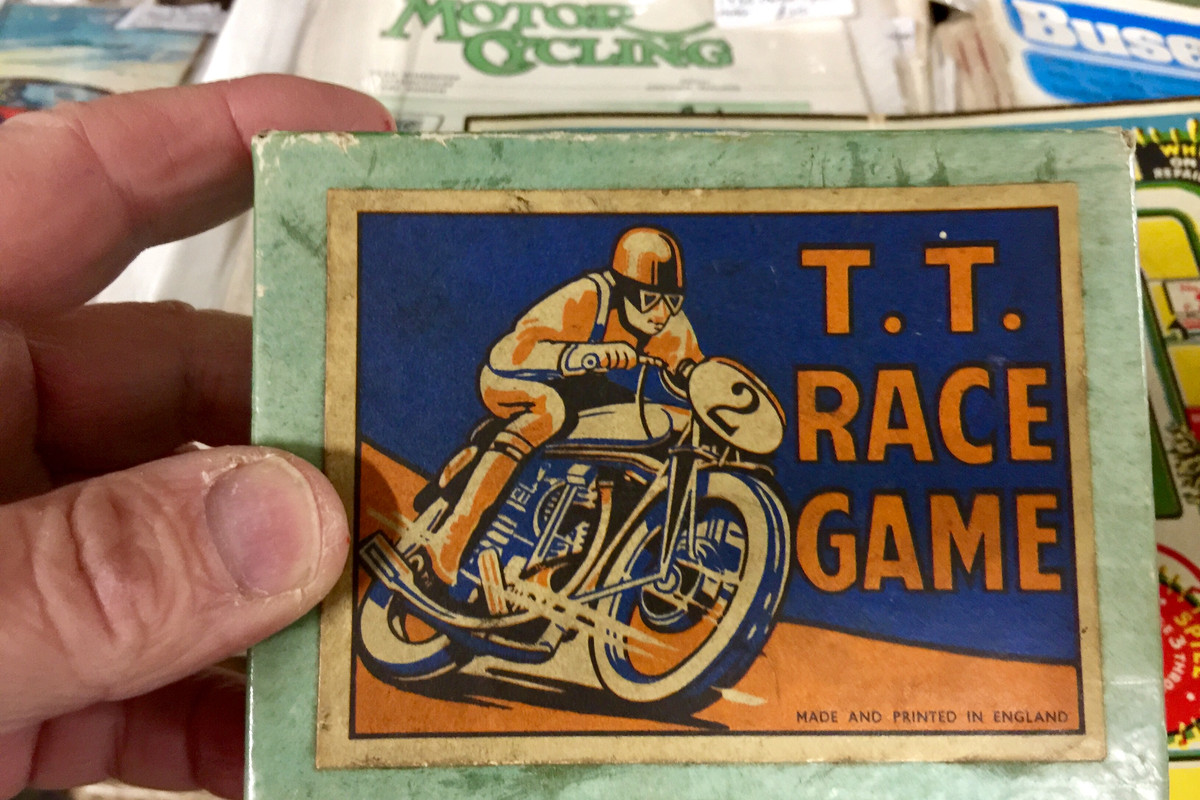 MOTOR
CYCLING
Buse
T. T.
RACE
GAME
2
MADE AND PRINTED IN ENGLAND